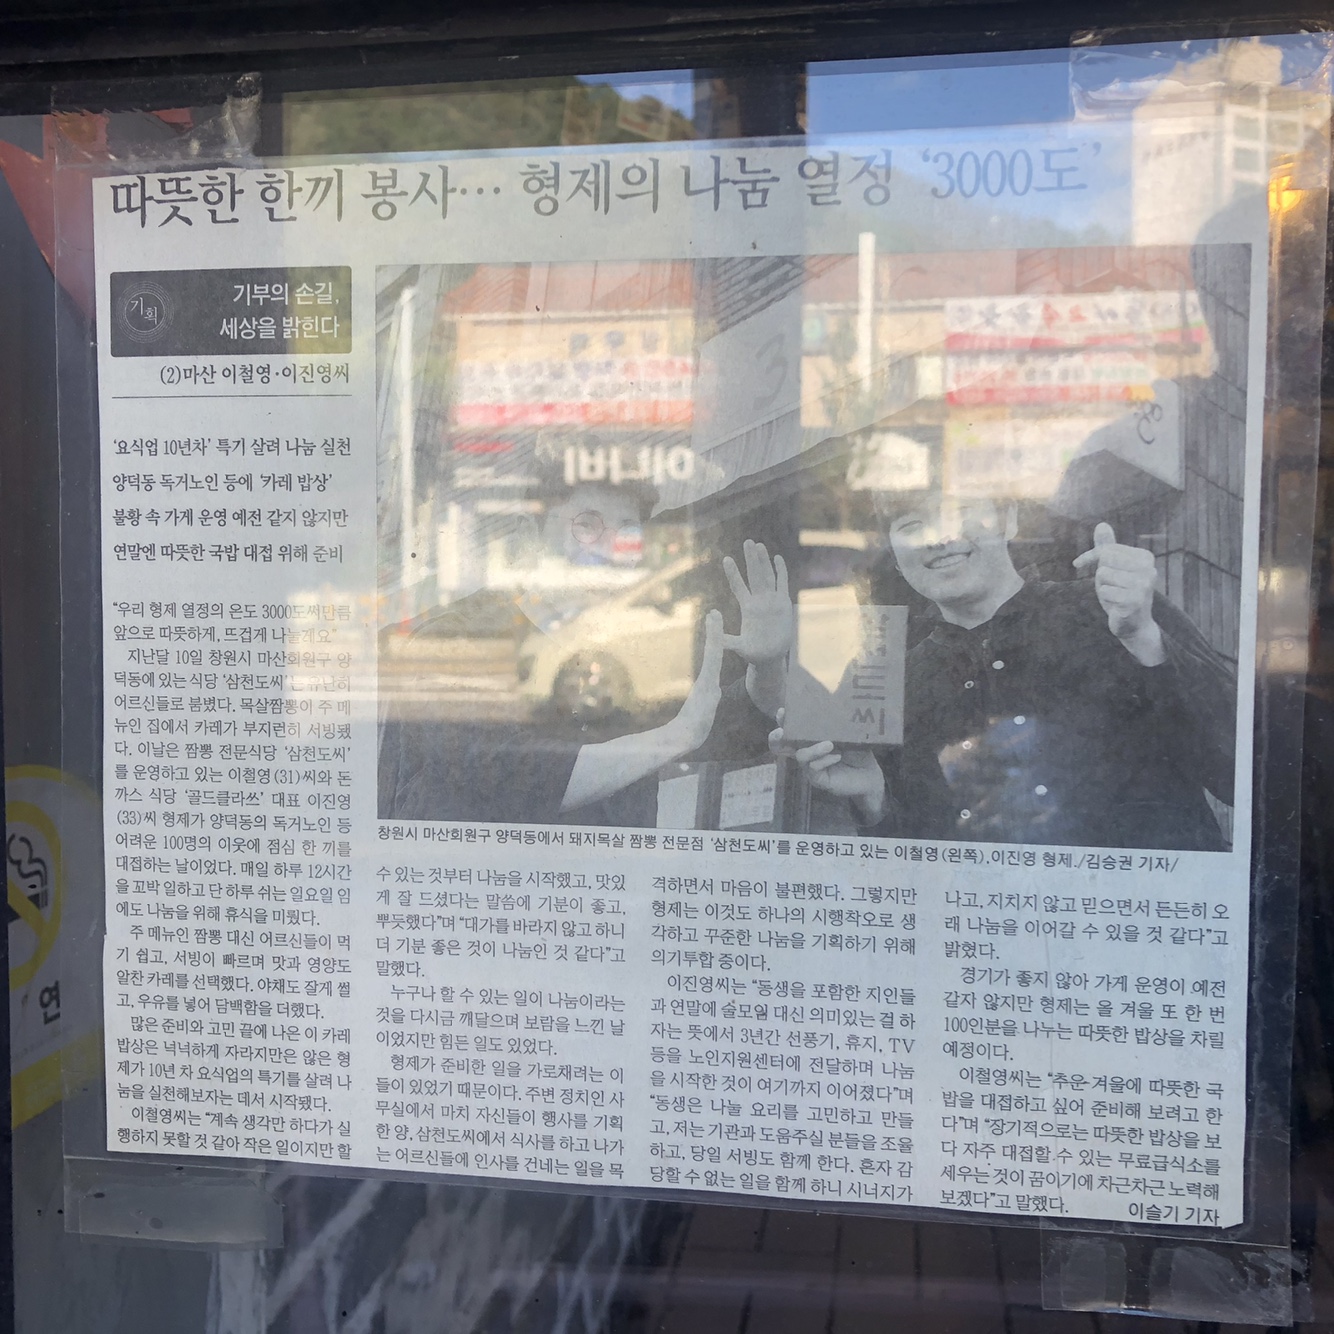 따뜻한 한끼 봉사… 형제의 나눔 열정 ‘3000도’
기획
기부의 손길,
세상을 밝힌다
(2)마산 이철영·이진영씨
‘요식업 10년차’ 특기 살려 나눔 실천
양덕동 독거노인 등에 ‘카레 밥상’
불황 속 가게 운영 예전 같지 않지만
연말엔 따뜻한 국밥 대접 위해 준비
“우리 형제 열정의 온도 3000도써만큼
앞으로 따뜻하게, 뜨겁게 나눌래요”
지난달 10일 창원시 마산회원구 양
덕동에 있는 식당 ‘삼천도씨’는 유난히
어르신들로 붐볐다. 목살짬뽕이 주 메
뉴인 집에서 카레가 부지런히 서빙됐
다. 이날은 짬뽕 전문식당 ‘삼천도씨’
를 운영하고 있는 이철영(31)씨와 돈
까스 식당 ‘골드클라쓰’ 대표 이진영
(33)씨 형제가 양덕동의 독거노인 등
어려운 100명의 이웃에 점심 한 끼를
대접하는 날이었다. 매일 하루 12시간
을 꼬박 일하고 단 하루 쉬는 일요일 임
에도 나눔을 위해 휴식을 미뤘다.
주 메뉴인 짬뽕 대신 어르신들이 먹
기 쉽고, 서빙이 빠르며 맛과 영양도
알찬 카레를 선택했다. 야채도 잘게 썰
고, 우유를 넣어 담백함을 더했다.
많은 준비와 고민 끝에 나온 이 카레
밥상은 넉넉하게 자라지만은 않은 형
제가 10년 차 요식업의 특기를 살려 나
눔을 실천해보자는 데서 시작됐다.
이철영씨는 “계속 생각만 하다가 실
행하지 못할 것 같아 작은 일이지만 할
삼천도씨
창원시 마산회원구 양덕동에서 돼지목살 짬뽕 전문점 ‘삼천도씨’를 운영하고 있는 이철영(왼쪽).이진영 형제./김승권 기자/
수 있는 것부터 나눔을 시작했고, 맛있
게 잘 드셨다는 말씀에 기분이 좋고,
뿌듯했다”며 “대가를 바라지 않고 하니
더 기분 좋은 것이 나눔인 것 같다”고
말했다.
누구나 할 수 있는 일이 나눔이라는
것을 다시금 깨달으며 보람을 느낀 날
이었지만 힘든 일도 있었다.
형제가 준비한 일을 가로채려는 이
들이 있었기 때문이다. 주변 정치인 사
무실에서 마치 자신들이 행사를 기획
한 양, 삼천도씨에서 식사를 하고 나가
는 어르신들에 인사를 건네는 일을 목
격하면서 마음이 불편했다. 그렇지만
형제는 이것도 하나의 시행착오로 생
각하고 꾸준한 나눔을 기획하기 위해
의기투합 중이다.
이진영씨는 “동생을 포함한 지인들
과 연말에 술모임 대신 의미있는 걸 하
자는 뜻에서 3년간 선풍기, 휴지, TV
등을 노인지원센터에 전달하며 나눔
을 시작한 것이 여기까지 이어졌다”며
“동생은 나눌 요리를 고민하고 만들
고, 저는 기관과 도움주실 분들을 조율
하고, 당일 서빙도 함께 한다. 혼자 감
당할 수 없는 일을 함께 하니 시너지가
나고, 지치지 않고 믿으면서 든든히 오
래 나눔을 이어갈 수 있을 것 같다”고
밝혔다.
경기가 좋지 않아 가게 운영이 예전
같지 않지만 형제는 올 겨울 또 한 번
100인분을 나누는 따뜻한 밥상을 차릴
예정이다.
이철영씨는 “추운 겨울에 따뜻한 국
밥을 대접하고 싶어 준비해 보려고 한
다”며 “장기적으로는 따뜻한 밥상을 보
다 자주 대접할 수 있는 무료급식소를
세우는 것이 꿈이기에 차근차근 노력해
보겠다”고 말했다.
이슬기 기자
연